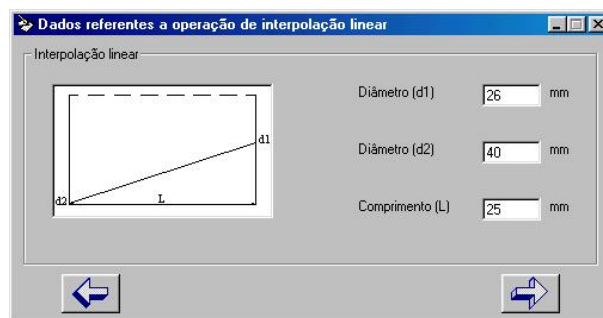 Dados referentes a operação de interpolação linear
Interpolação linear
Diâmetro (d1) 26 mm
d1
Diâmetro (d2) 40 mm
d2 L
Comprimento (L) 25 mm